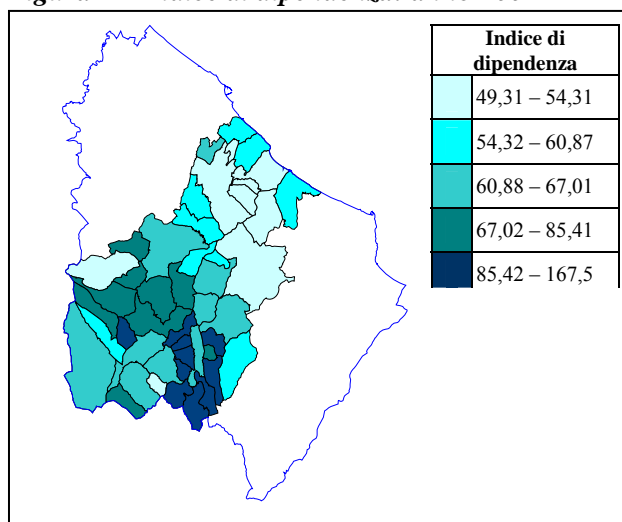 Indice di
dipendenza
49,31 – 54,31
54,32 – 60,87
60,88 – 67,01
67,02 – 85,41
85,42 – 167,5